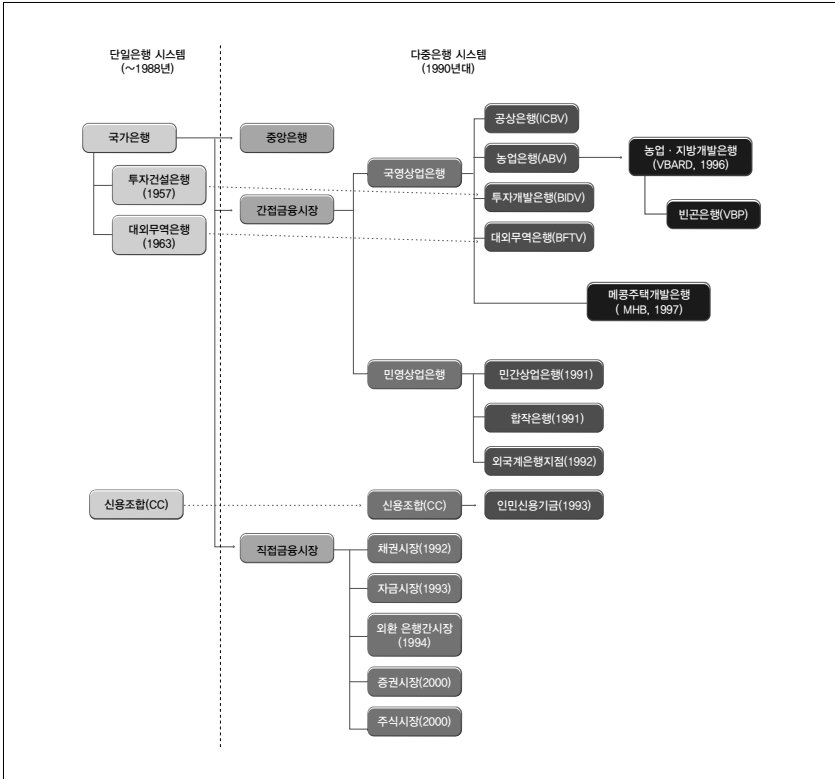 단일은행 시스템
(~1988년)
다중은행 시스템
(1990년대)
국가은행
중앙은행
공상은행(ICBV)
농업은행(ABV)
농업 · 지방개발은행
(VBARD, 1996)
국영상업은행
투자건설은행
(1957)
투자개발은행(BIDV)
간접금융시장
빈곤은행(VBP)
대외무역은행
(1963)
대외무역은행(BFTV)
메콩주택개발은행
( MHB, 1997)
민영상업은행
민간상업은행(1991)
합작은행(1991)
외국계은행지점(1992)
신용조합(CC)
신용조합(CC)
인민신용기금(1993)
직접금융시장
채권시장(1992)
자금시장(1993)
외환 은행간시장
(1994)
증권시장(2000)
주식시장(2000)